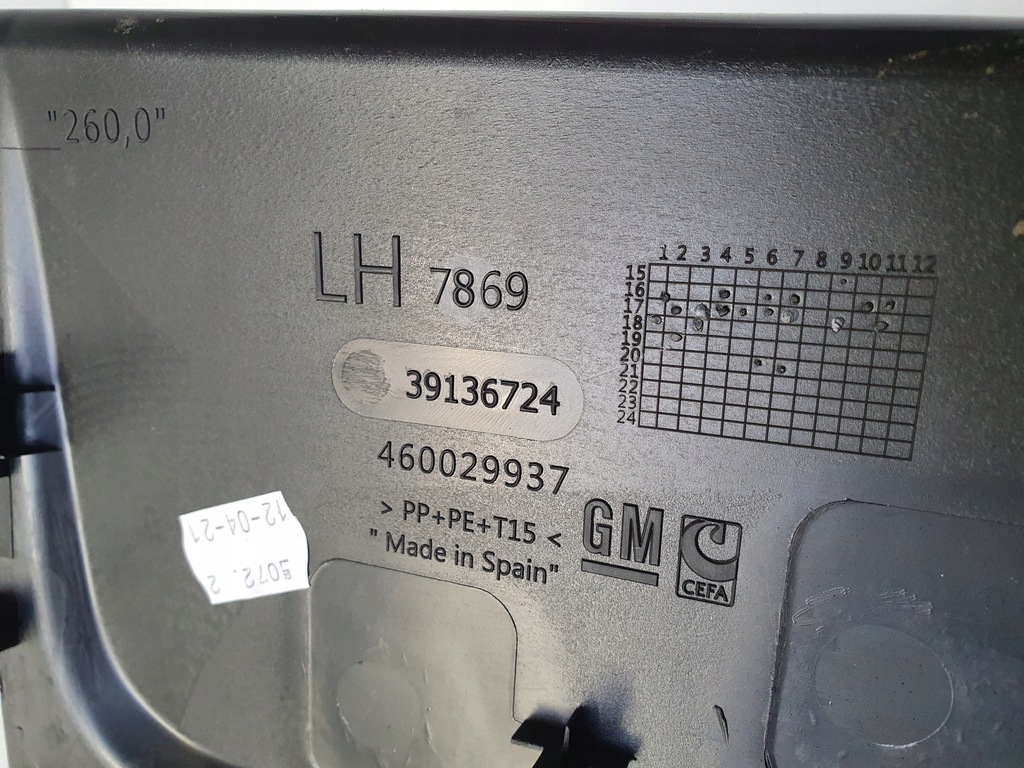 "260,0"
LH 7869
39136724
460029937
> PP+PE+T15 <
" Made in Spain"
GM
CEFA
1 2 3 4 5 6 7 8 9 10 11 12
15
16
17
18
19
20
21
22
23
24
5072. 2
12-04-21